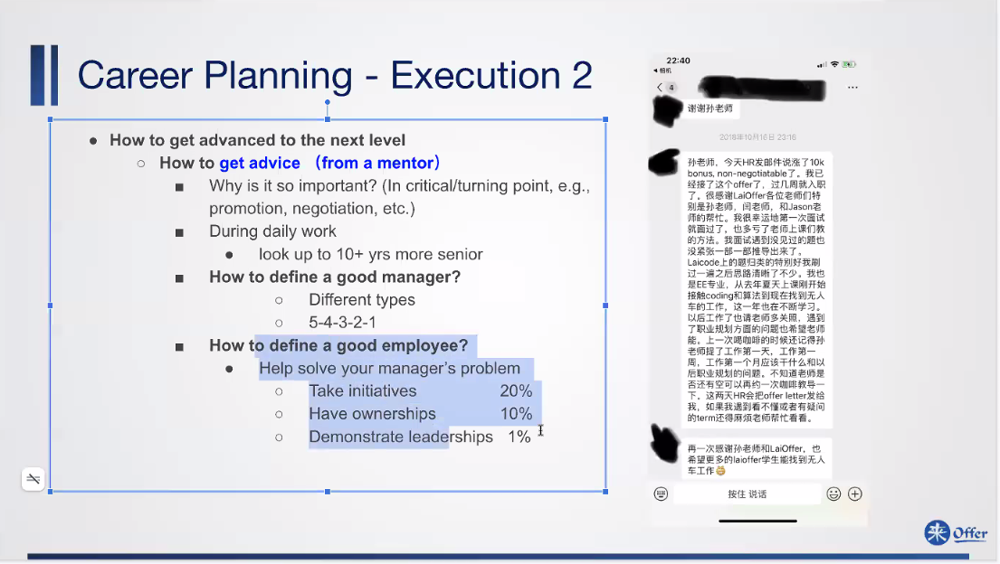 Career Planning - Execution 2
How to get advanced to the next level
How to get advice （from a mentor）
Why is it so important? (In critical/turning point, e.g.,
promotion, negotiation, etc.)
During daily work
look up to 10+ yrs more senior
How to define a good manager?
Different types
5-4-3-2-1
How to define a good employee?
Help solve your manager's problem
Take initiatives 20%
Have ownerships 10%
Demonstrate leaderships 1%
22:40
相机
4
谢谢孙老师
2018年10月16日 23:16
孙老师，今天HR发邮件说涨了10k
bonus, non-negotiatable了。我已
经接了这个offer了，过几周就入职
了。很感谢LaiOffer各位老师们特
别是孙老师，闫老师，和Jason老
师的帮忙。我很幸运地第一次面试
就面过了，也多亏了老师上课们教
的方法。我面试遇到没见过的题也
没紧张一部一部推导出来了，
Laicode上的题归类的特别好我刷
过一遍之后思路清晰了不少。我也
是EE专业，从去年夏天上课刚开始
接触coding和算法到现在找到无人
车的工作，这一年也在不断学习。
以后工作了也请老师多关照，遇到
了职业规划方面的问题也希望老师
能。上一次喝咖啡的时候还记得孙
老师提了工作第一天，工作第一
周，工作第一个月应该干什么和以
后职业规划的问题。不知道老师是
否还有空可以再约一次咖啡教导一
下。这两天HR会把offer letter发给
我，如果我遇到看不懂或者有疑问
的term还得麻烦老师帮忙看看。
再一次感谢孙老师和LaiOffer，也
希望更多的laioffer学生能找到无人
车工作
按住 说话
来 Offer